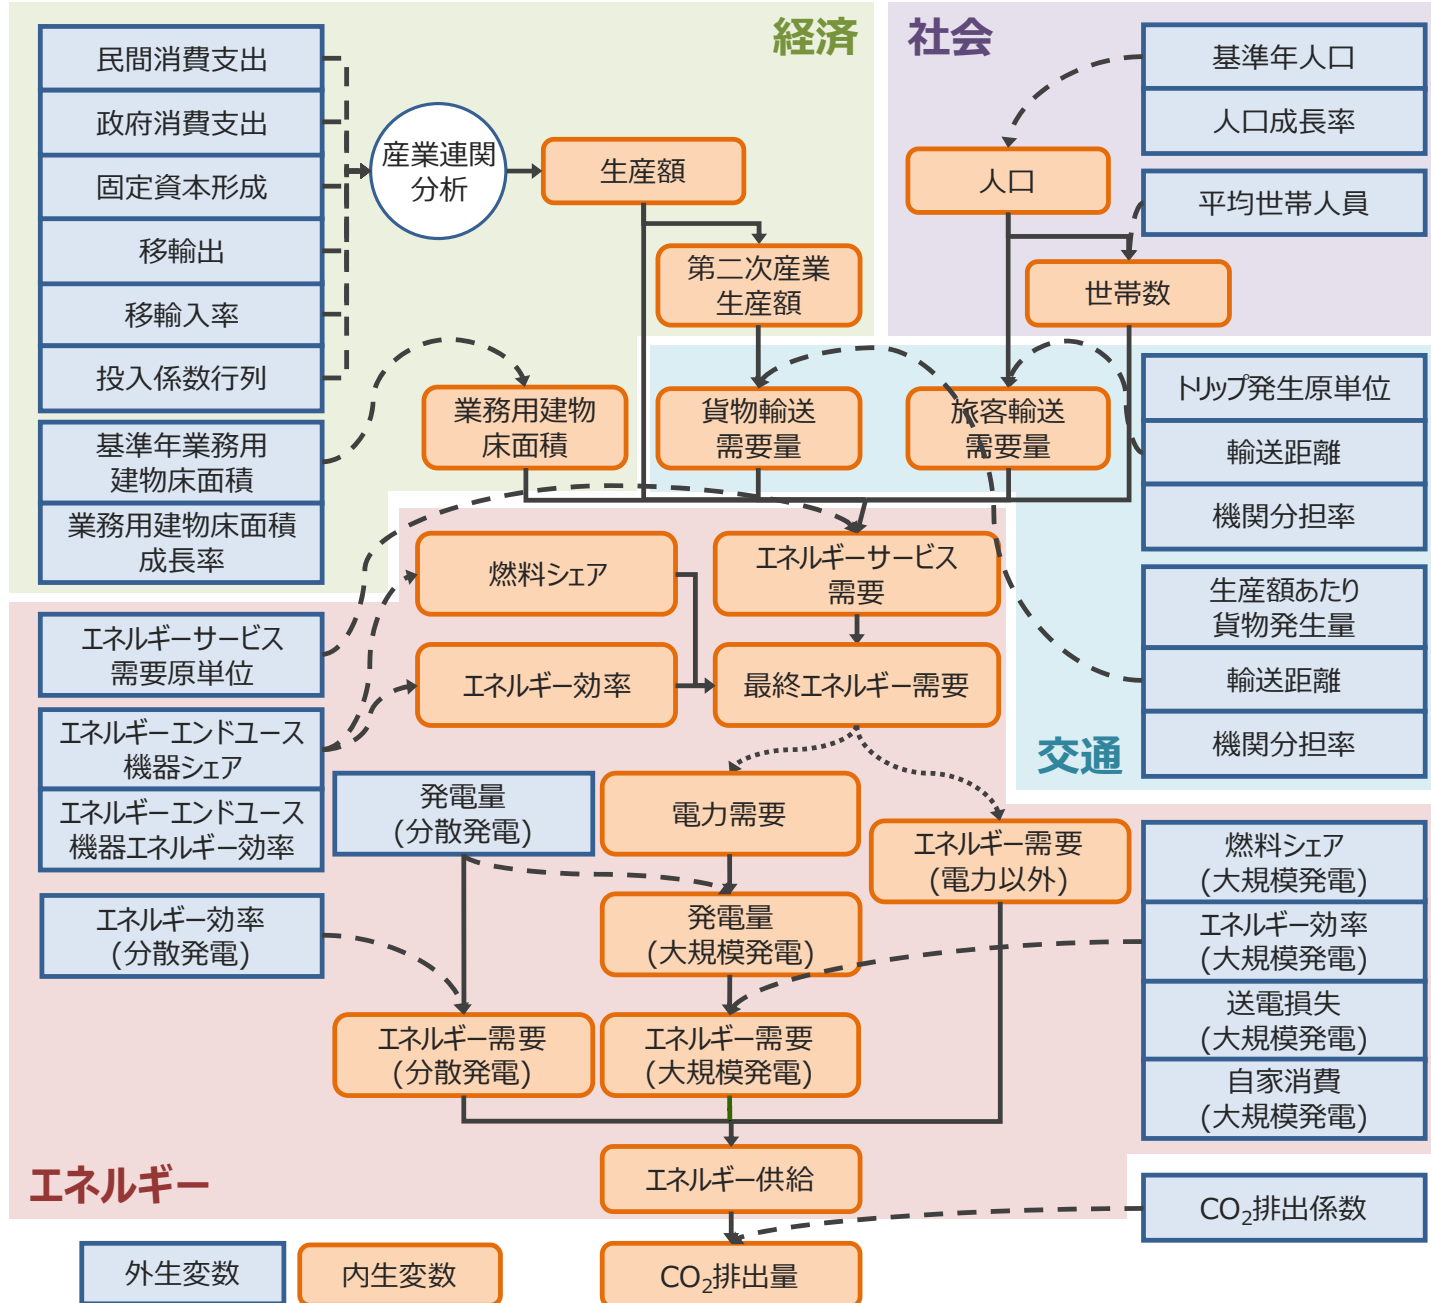 経済
民間消費支出
政府消費支出
固定資本形成
移輸出
移輸入率
投入係数行列
基準年業務用
建物床面積
業務用建物床面積
成長率
産業連関
分析
生産額
第二次産業
生産額
業務用建物
床面積
社会
基準年人口
人口成長率
平均世帯人員
人口
世帯数
貨物輸送
需要量
旅客輸送
需要量
トリップ発生原単位
輸送距離
機関分担率
生産額あたり
貨物発生量
輸送距離
機関分担率
交通
燃料シェア
エネルギーサービス
需要
エネルギー効率
最終エネルギー需要
エネルギーサービス
需要原単位
エネルギーエンドユース
機器シェア
エネルギーエンドユース
機器エネルギー効率
エネルギー効率
(分散発電)
発電量
(分散発電)
電力需要
エネルギー需要
(電力以外)
発電量
(大規模発電)
エネルギー需要
(分散発電)
エネルギー需要
(大規模発電)
燃料シェア
(大規模発電)
エネルギー効率
(大規模発電)
送電損失
(大規模発電)
自家消費
(大規模発電)
エネルギー
エネルギー供給
CO₂排出係数
CO₂排出量
外生変数
内生変数